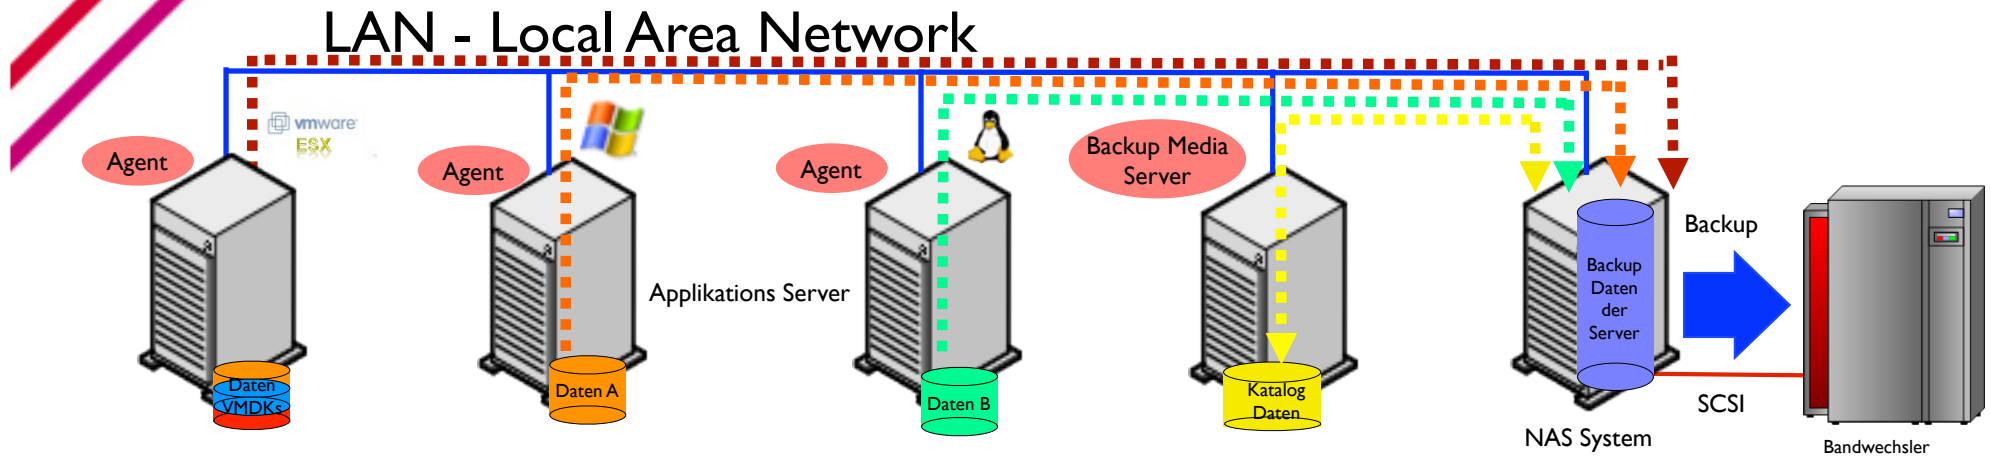 LAN - Local Area Network
vmware
ESX
Agent
Agent
Agent
Backup Media
Server
Applikations Server
Backup
Backup
Daten
der
Server
Daten
VMDKs
Daten A
Daten B
Katalog
Daten
SCSI
NAS System
Bandwechsler